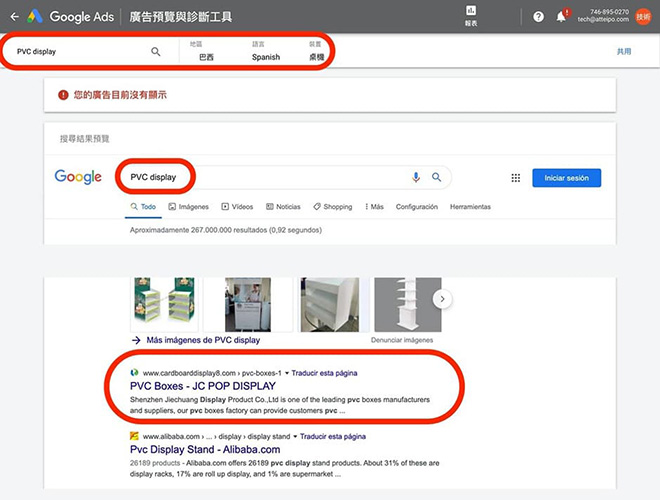 Google Ads 廣告預覽與診斷工具
報表
746-895-0270
tech@atteipo.com
技術
PVC display
地區
巴西
語言
Spanish
裝置
桌機
共用
您的廣告目前沒有顯示
搜尋結果預覽
Google
PVC display
Iniciar sesión
Todo Imágenes Vídeos Noticias Shopping Más Configuración Herramientas
Aproximadamente 267.000.000 resultados (0,92 segundos)
Más imágenes de PVC display
Denunciar imágenes
www.cardboarddisplay8.com › pvc-boxes-1 Traducir esta página
PVC Boxes - JC POP DISPLAY
Shenzhen Jiechuang Display Product Co.,Ltd is one of the leading pvc boxes manufacturers
and suppliers, our pvc boxes factory can provide customers pvc ...
www.alibaba.com › ... › display › display stand Traducir esta página
Pvc Display Stand - Alibaba.com
26189 products - Alibaba.com offers 26189 pvc display stand products. About 31% of these are
display racks, 17% are roll up display, and 1% are supermarket ...